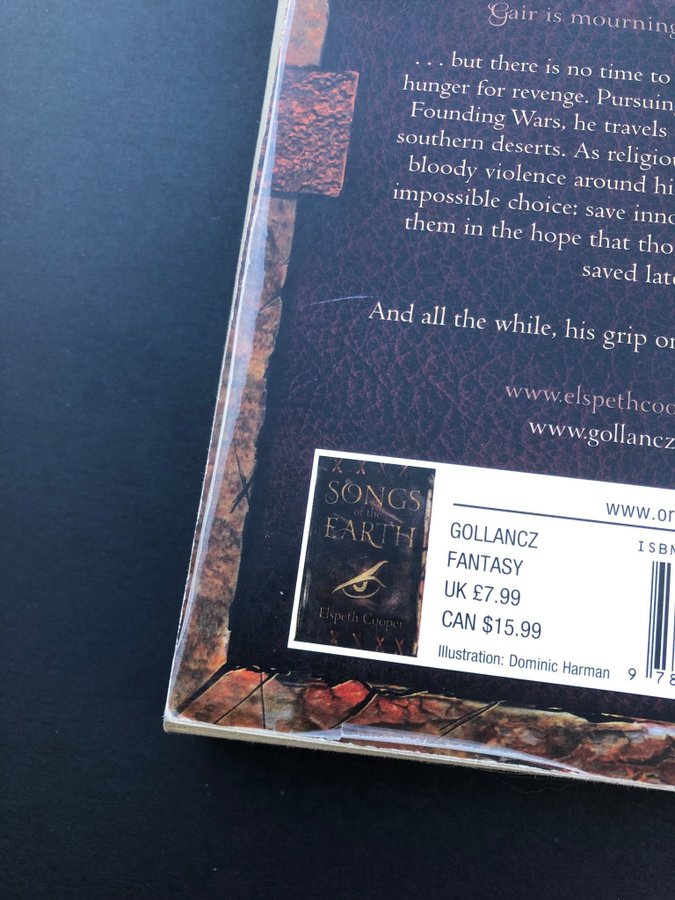 Gair is mourning
. . . but there is no time to
hunger for revenge. Pursuing
Founding Wars, he travels
southern deserts. As religiou
bloody violence around hi
impossible choice: save inno
them in the hope that tho
saved late
And all the while, his grip on
www.elspethcoo
www.gollancz
www.or
SONGS
of the
EARTH
Elspeth Cooper
GOLLANCZ
FANTASY
UK £7.99
CAN $15.99
Illustration: Dominic Harman
ISBN
9 78